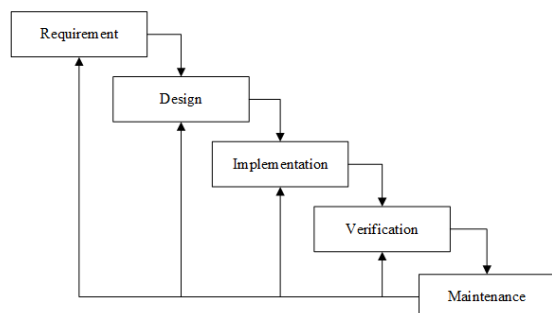 Requirement
Design
Implementation
Verification
Maintenance